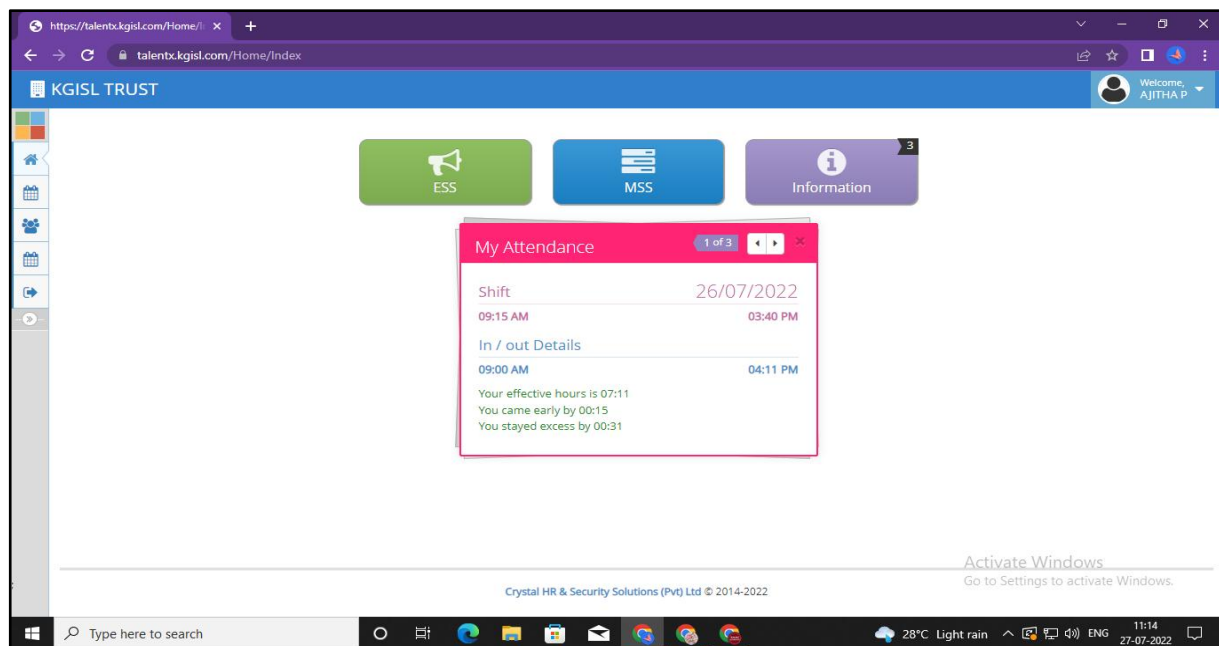 https://talentx.kgisl.com/Home/I
talentx.kgisl.com/Home/Index
KGISL TRUST
Welcome,
AJITHA P
ESS
MSS
Information
3
My Attendance
1 of 3
Shift
26/07/2022
09:15 AM
03:40 PM
In / out Details
09:00 AM
04:11 PM
Your effective hours is 07:11
You came early by 00:15
You stayed excess by 00:31
Activate Windows
Go to Settings to activate Windows.
Crystal HR & Security Solutions (Pvt) Ltd © 2014-2022
Type here to search
28°C Light rain
ENG
11:14
27-07-2022